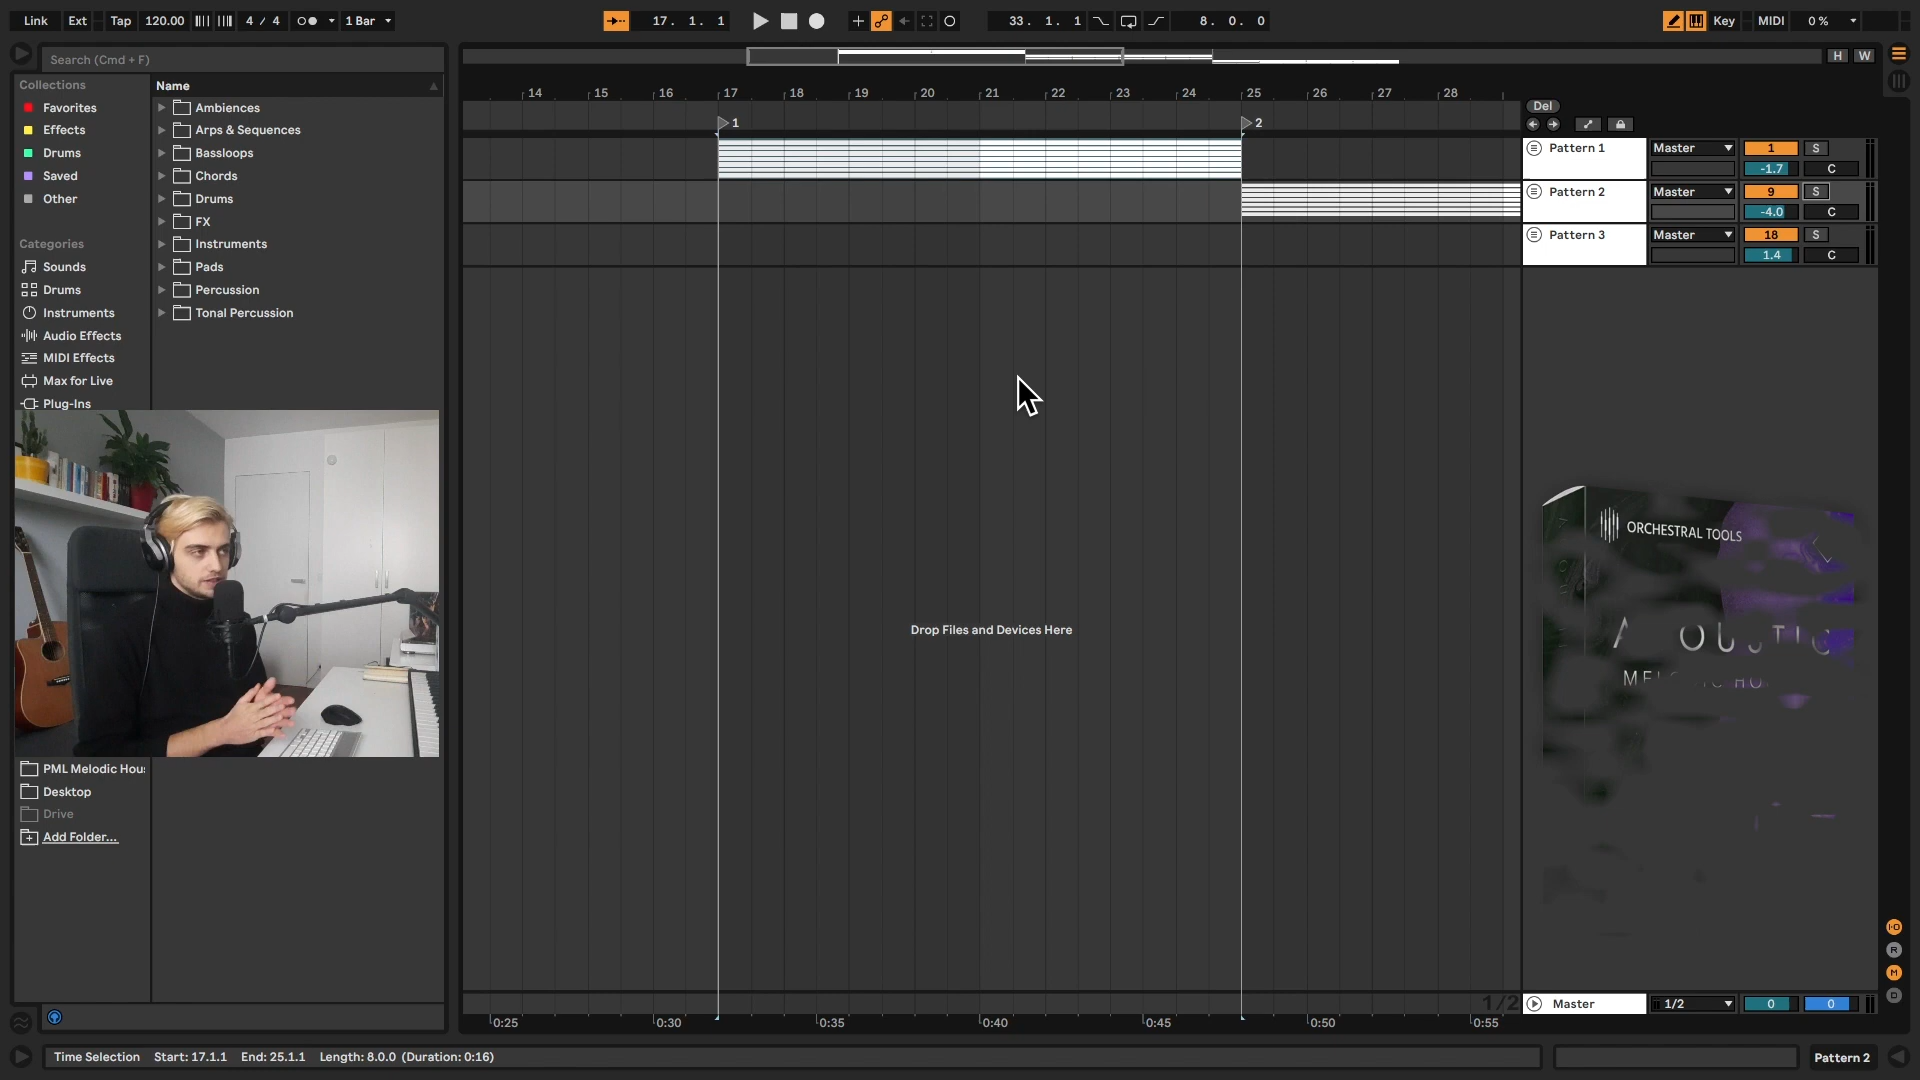 Link Ext Tap 120.00 4 / 4 1 Bar 17. 1. 1 33. 1. 1 8. 0. 0 Key MIDI 0 %
Search (Cmd + F)
H W
Collections
Favorites
Effects
Drums
Saved
Other
Categories
Sounds
Drums
Instruments
Audio Effects
MIDI Effects
Max for Live
Plug-Ins
PML Melodic Hou
Desktop
Drive
Add Folder...
Name
Ambiences
Arps & Sequences
Bassloops
Chords
Drums
FX
Instruments
Pads
Percussion
Tonal Percussion
14 15 16 17 18 19 20 21 22 23 24 25 26 27 28
1 2
Drop Files and Devices Here
1/2
0:25 0:30 0:35 0:40 0:45 0:50 0:55
Del
Pattern 1 Master 1 S
-1.7 C
Pattern 2 Master 9 S
-4.0 C
Pattern 3 Master 18 S
1.4 C
ORCHESTRAL TOOLS
Master 1/2 0 0
I·O
R
M
D
Time Selection Start: 17.1.1 End: 25.1.1 Length: 8.0.0 (Duration: 0:16)
Pattern 2